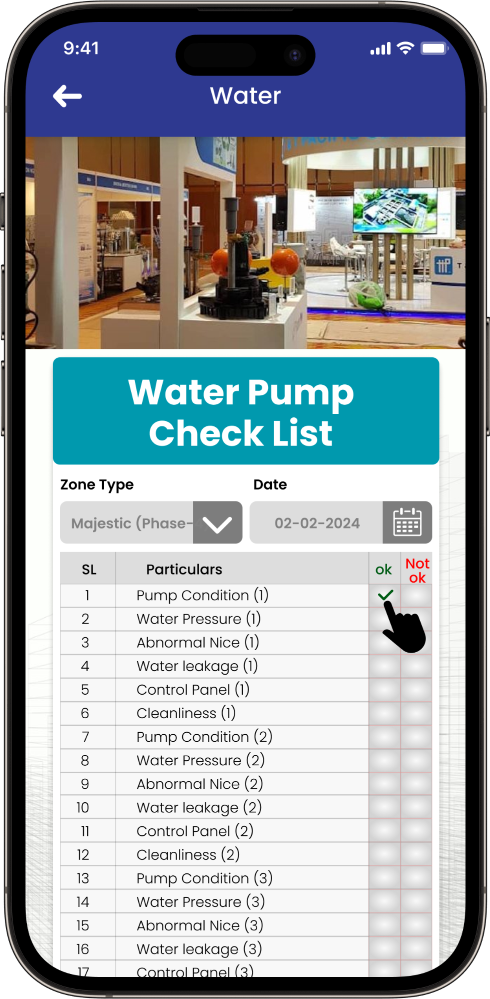 9:41
Water
Water Pump
Check List
Zone Type
Date
Majestic (Phase-
02-02-2024
SL
Particulars
ok
Not
ok
1 Pump Condition (1)
2 Water Pressure (1)
3 Abnormal Nice (1)
4 Water leakage (1)
5 Control Panel (1)
6 Cleanliness (1)
7 Pump Condition (2)
8 Water Pressure (2)
9 Abnormal Nice (2)
10 Water leakage (2)
11 Control Panel (2)
12 Cleanliness (2)
13 Pump Condition (3)
14 Water Pressure (3)
15 Abnormal Nice (3)
16 Water leakage (3)
17 Control Panel (3)